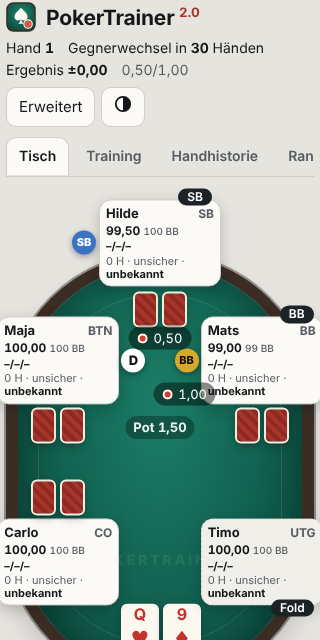 PokerTrainer 2.0
Hand 1 Gegnerwechsel in 30 Händen
Ergebnis ±0,00 0,50/1,00
Erweitert
Tisch Training Handhistorie Ran
SB
Hilde SB
99,50 100 BB
–/–/–
0 H · unsicher ·
unbekannt
SB
0,50
BB
Maja BTN
100,00 100 BB
–/–/–
0 H · unsicher ·
unbekannt
Mats BB
99,00 99 BB
–/–/–
0 H · unsicher ·
unbekannt
D
BB
1,00
Pot 1,50
Carlo CO
100,00 100 BB
–/–/–
0 H · unsicher ·
unbekannt
Timo UTG
100,00 100 BB
–/–/–
0 H · unsicher ·
unbekannt
Fold
Q 9